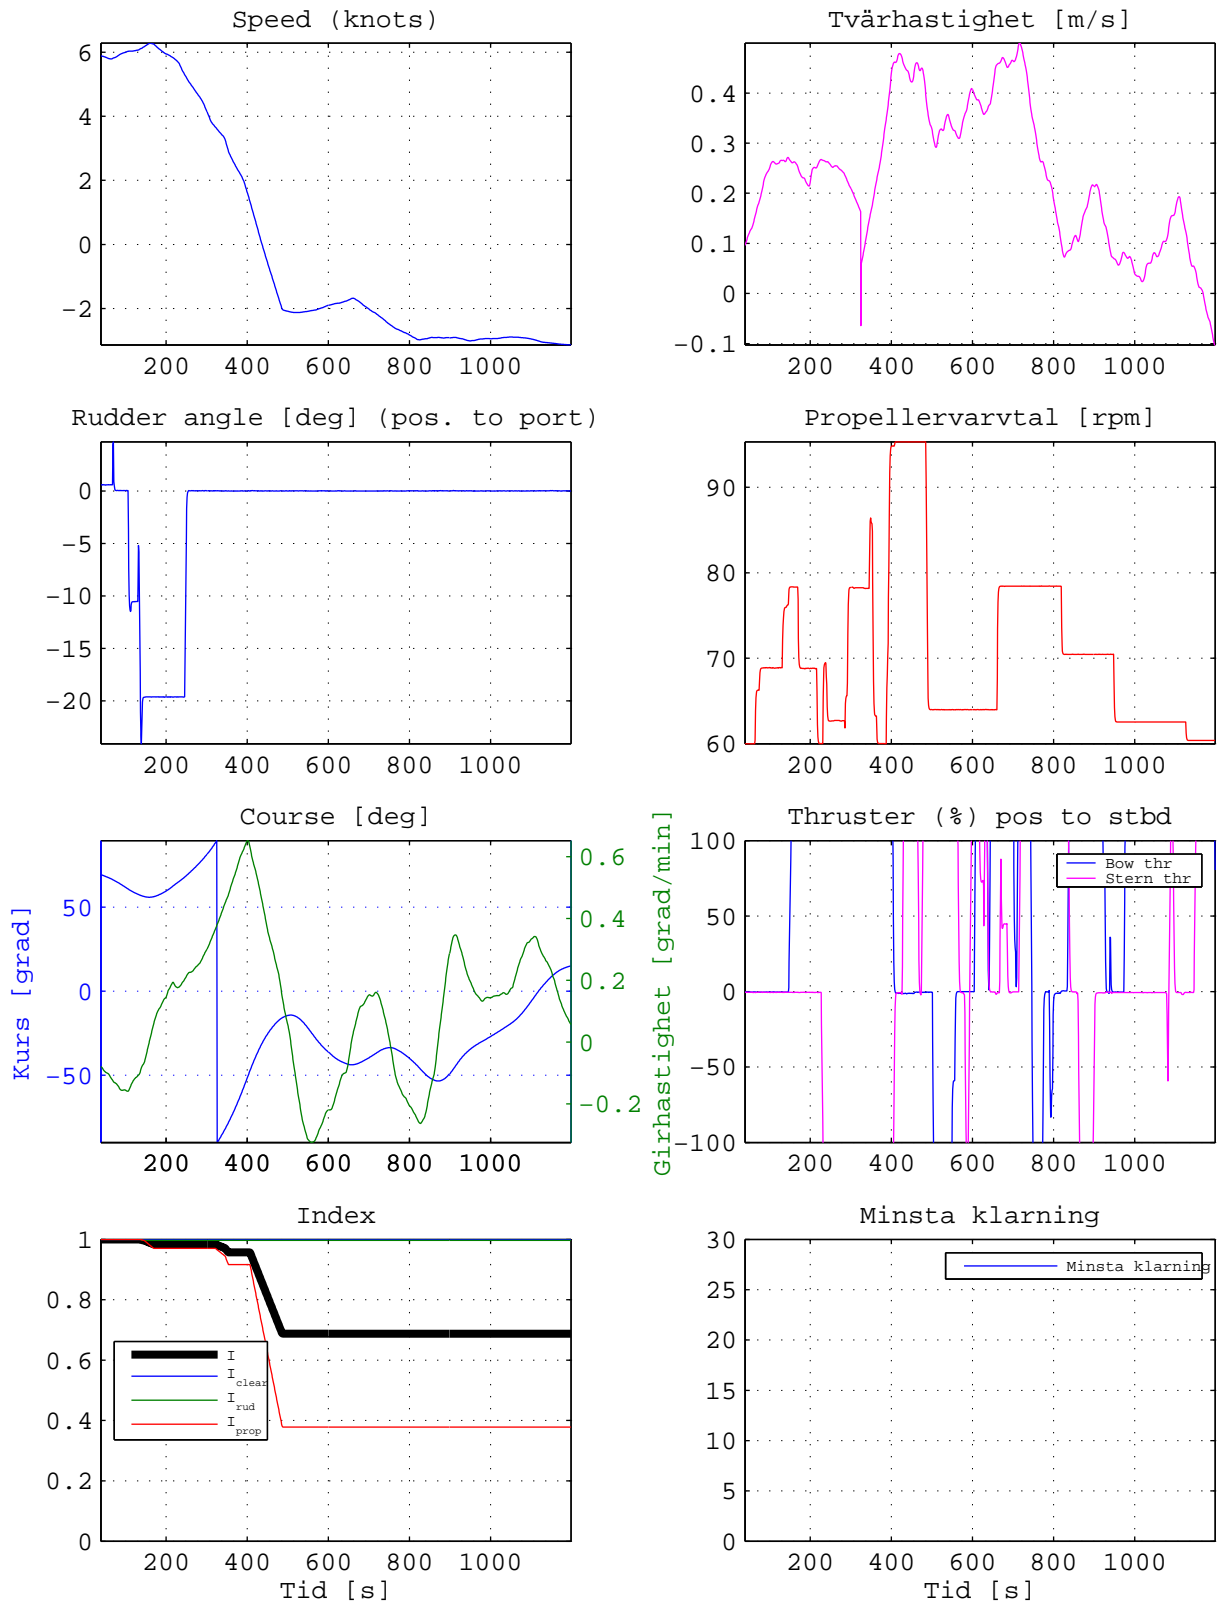 Speed (knots)
6
4
2
0
−2
200 400 600 800 1000
Tvärhastighet [m/s]
0.4
0.3
0.2
0.1
0
−0.1
200 400 600 800 1000
Rudder angle [deg] (pos. to port)
0
−5
−10
−15
−20
200 400 600 800 1000
Propellervarvtal [rpm]
90
80
70
60
200 400 600 800 1000
Course [deg]
Kurs [grad]
50
0
−50
200 400 600 800 1000
0.6
0.4
0.2
0
−0.2
Girhastighet [grad/min]
Thruster (%) pos to stbd
100
50
0
−50
−100
Bow thr
Stern thr
200 400 600 800 1000
Index
1
0.8
0.6
0.4
0.2
0
I
I clear
I rud
I prop
200 400 600 800 1000
Tid [s]
Minsta klarning
30
25
20
15
10
5
0
Minsta klarning
200 400 600 800 1000
Tid [s]